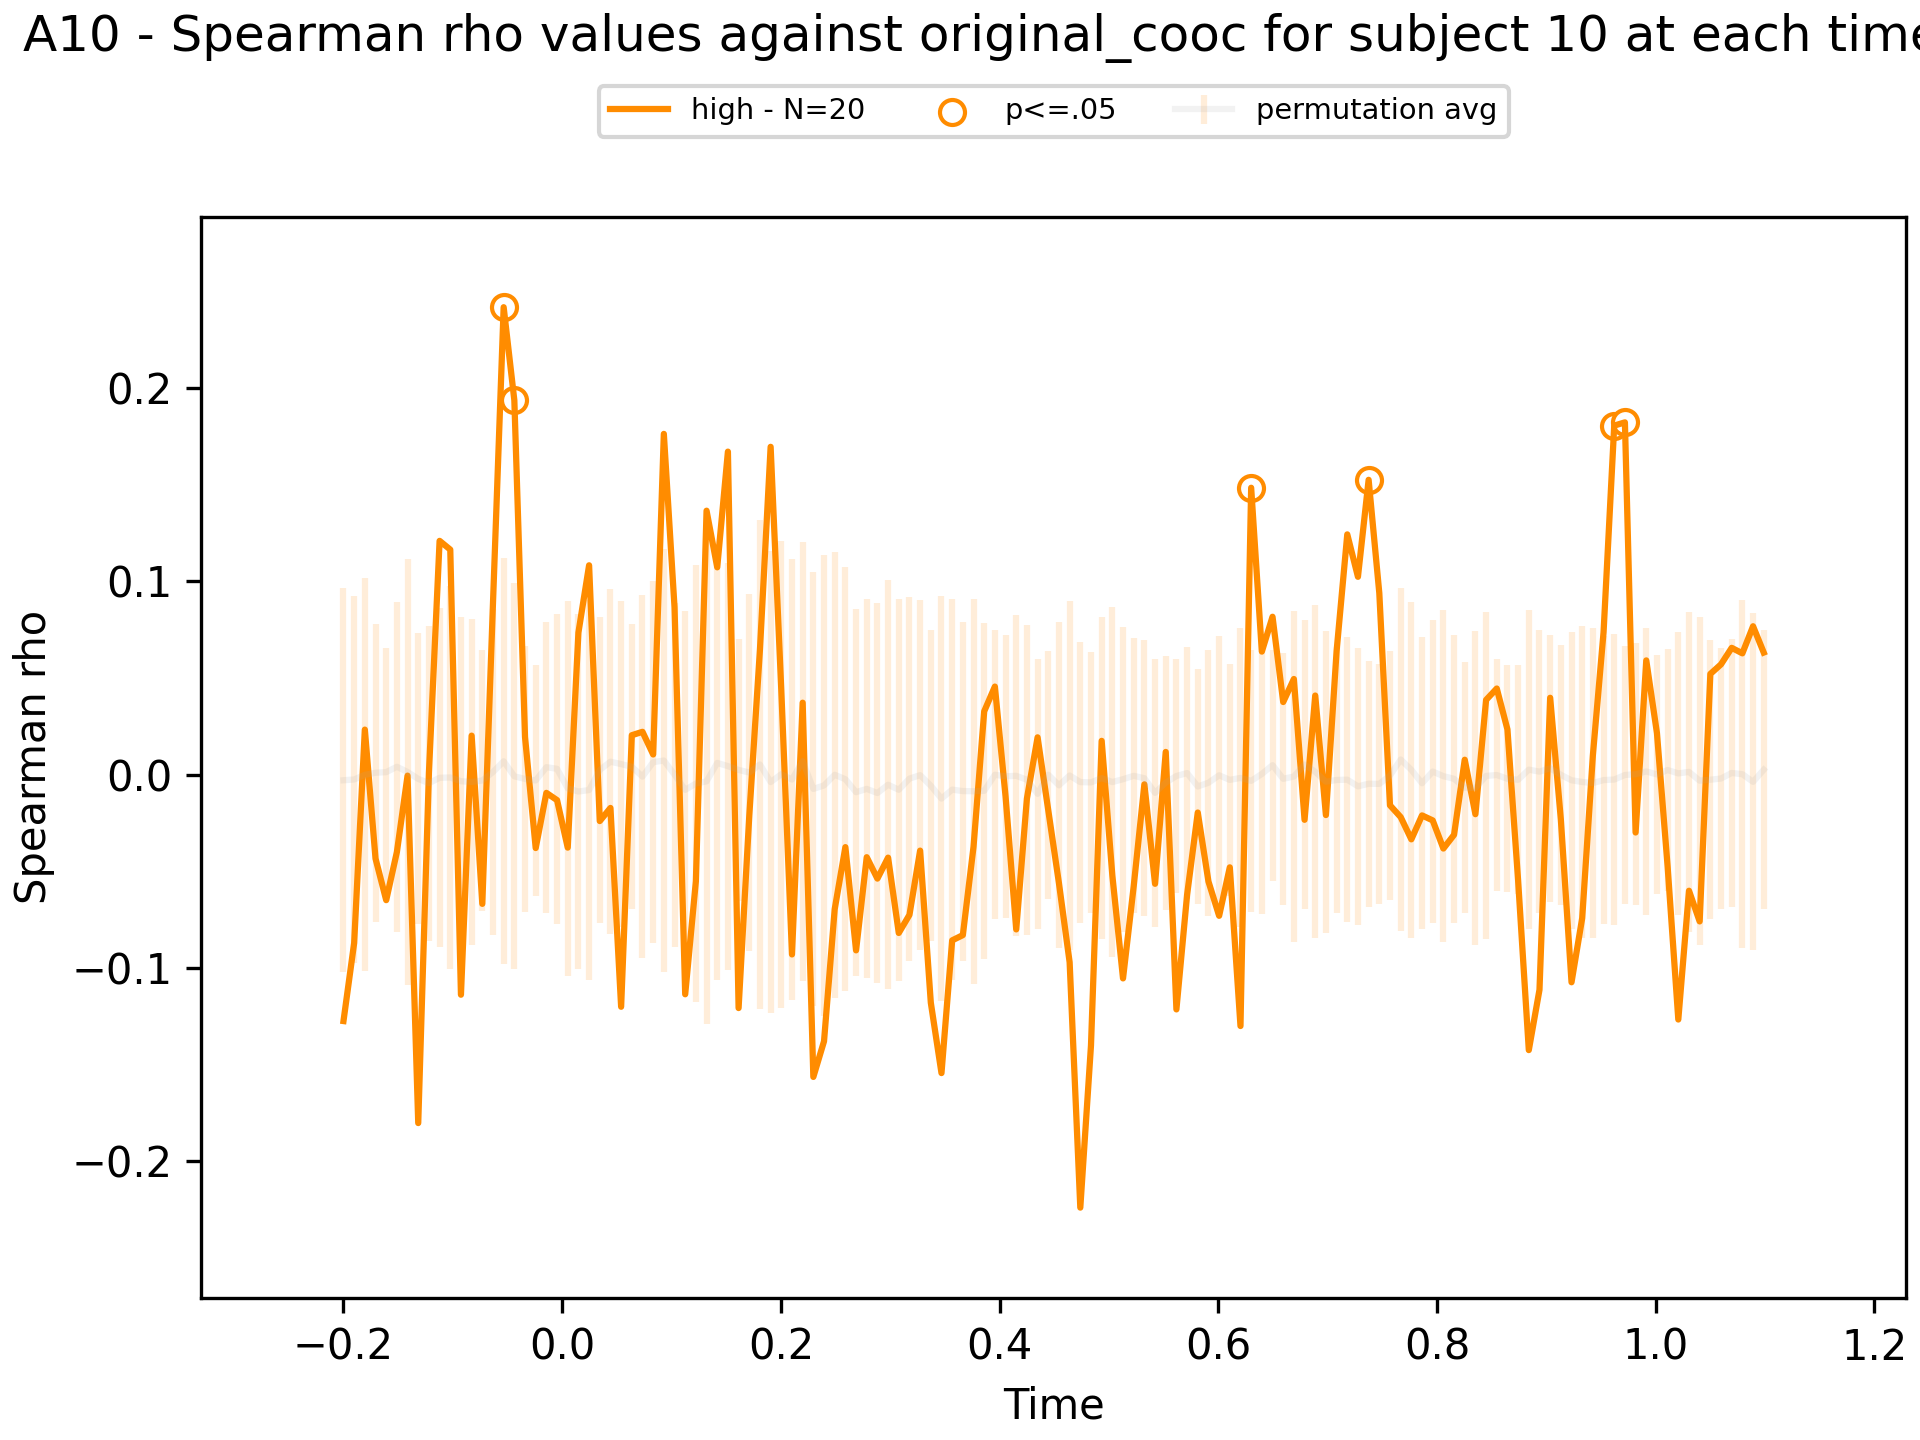 A10 - Spearman rho values against original_cooc for subject 10 at each time
high - N=20 p<=.05 permutation avg
Spearman rho
0.2
0.1
0.0
−0.1
−0.2
−0.2 0.0 0.2 0.4 0.6 0.8 1.0 1.2
Time